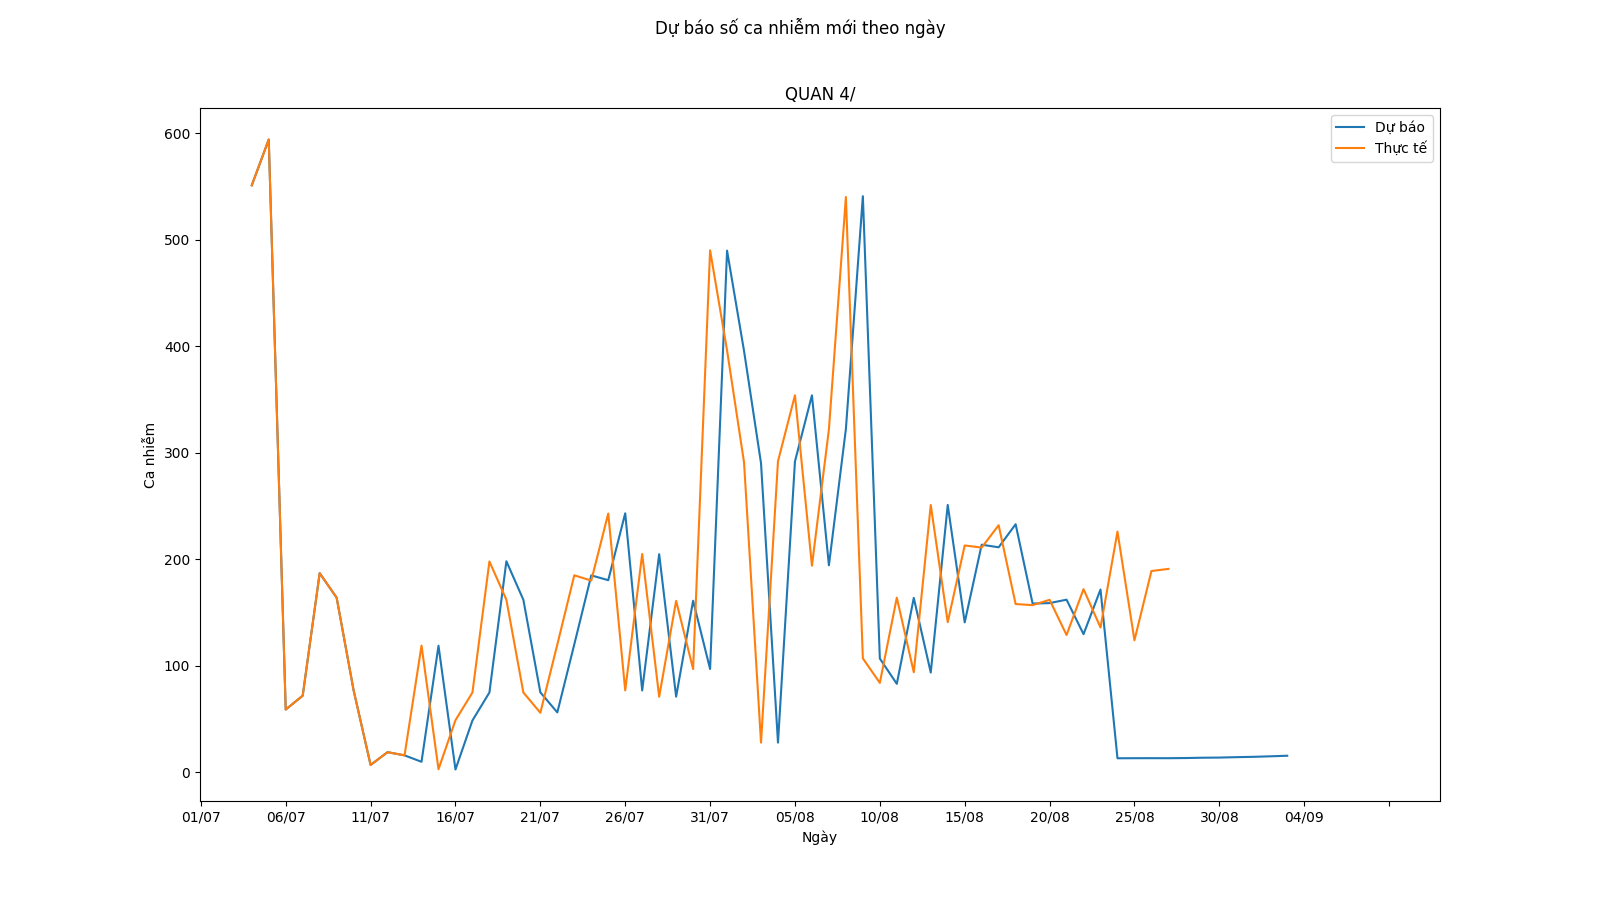 Dự báo số ca nhiễm mới theo ngày
QUAN 4/
Dự báo
Thực tế
600
500
400
300
200
100
0
Ca nhiễm
01/07 06/07 11/07 16/07 21/07 26/07 31/07 05/08 10/08 15/08 20/08 25/08 30/08 04/09
Ngày